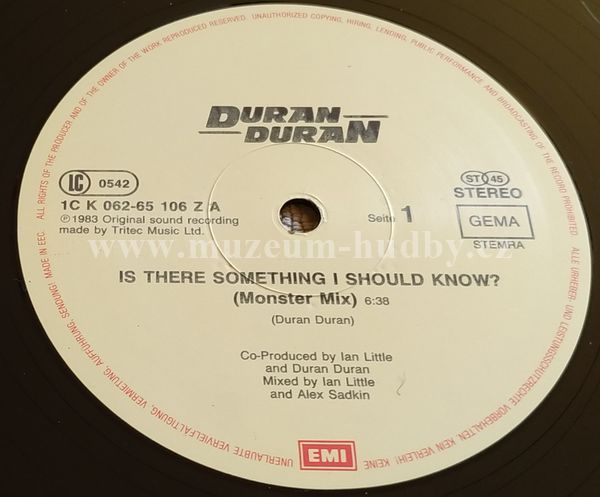 UNAUTHORIZED COPYING, HIRING, LENDING, PUBLIC PERFORMANCE AND BROADCASTING OF THE RECORD PROHIBITED
MADE IN EEC. ALL RIGHTS OF THE PRODUCER AND OF THE OWNER OF THE WORK REPRODUCED RESERVED.
DURAN
DURAN
LC 0542
1C K 062-65 106 Z A
℗1983 Original sound recording
made by Tritec Music Ltd.
Seite 1
ST 45
STEREO
GEMA
STEMRA
www.muzeum-hudby.cz
IS THERE SOMETHING I SHOULD KNOW?
(Monster Mix) 6:38
(Duran Duran)
Co-Produced by Ian Little
and Duran Duran
Mixed by Ian Little
and Alex Sadkin
EMI
ALLE URHEBER- UND LEISTUNGSSCHUTZRECHTE VORBEHALTEN. KEIN VERLEIH! KEINE
UNERLAUBTE VERVIELFÄLTIGUNG, VERMIETUNG, AUFFÜHRUNG, SENDUNG!